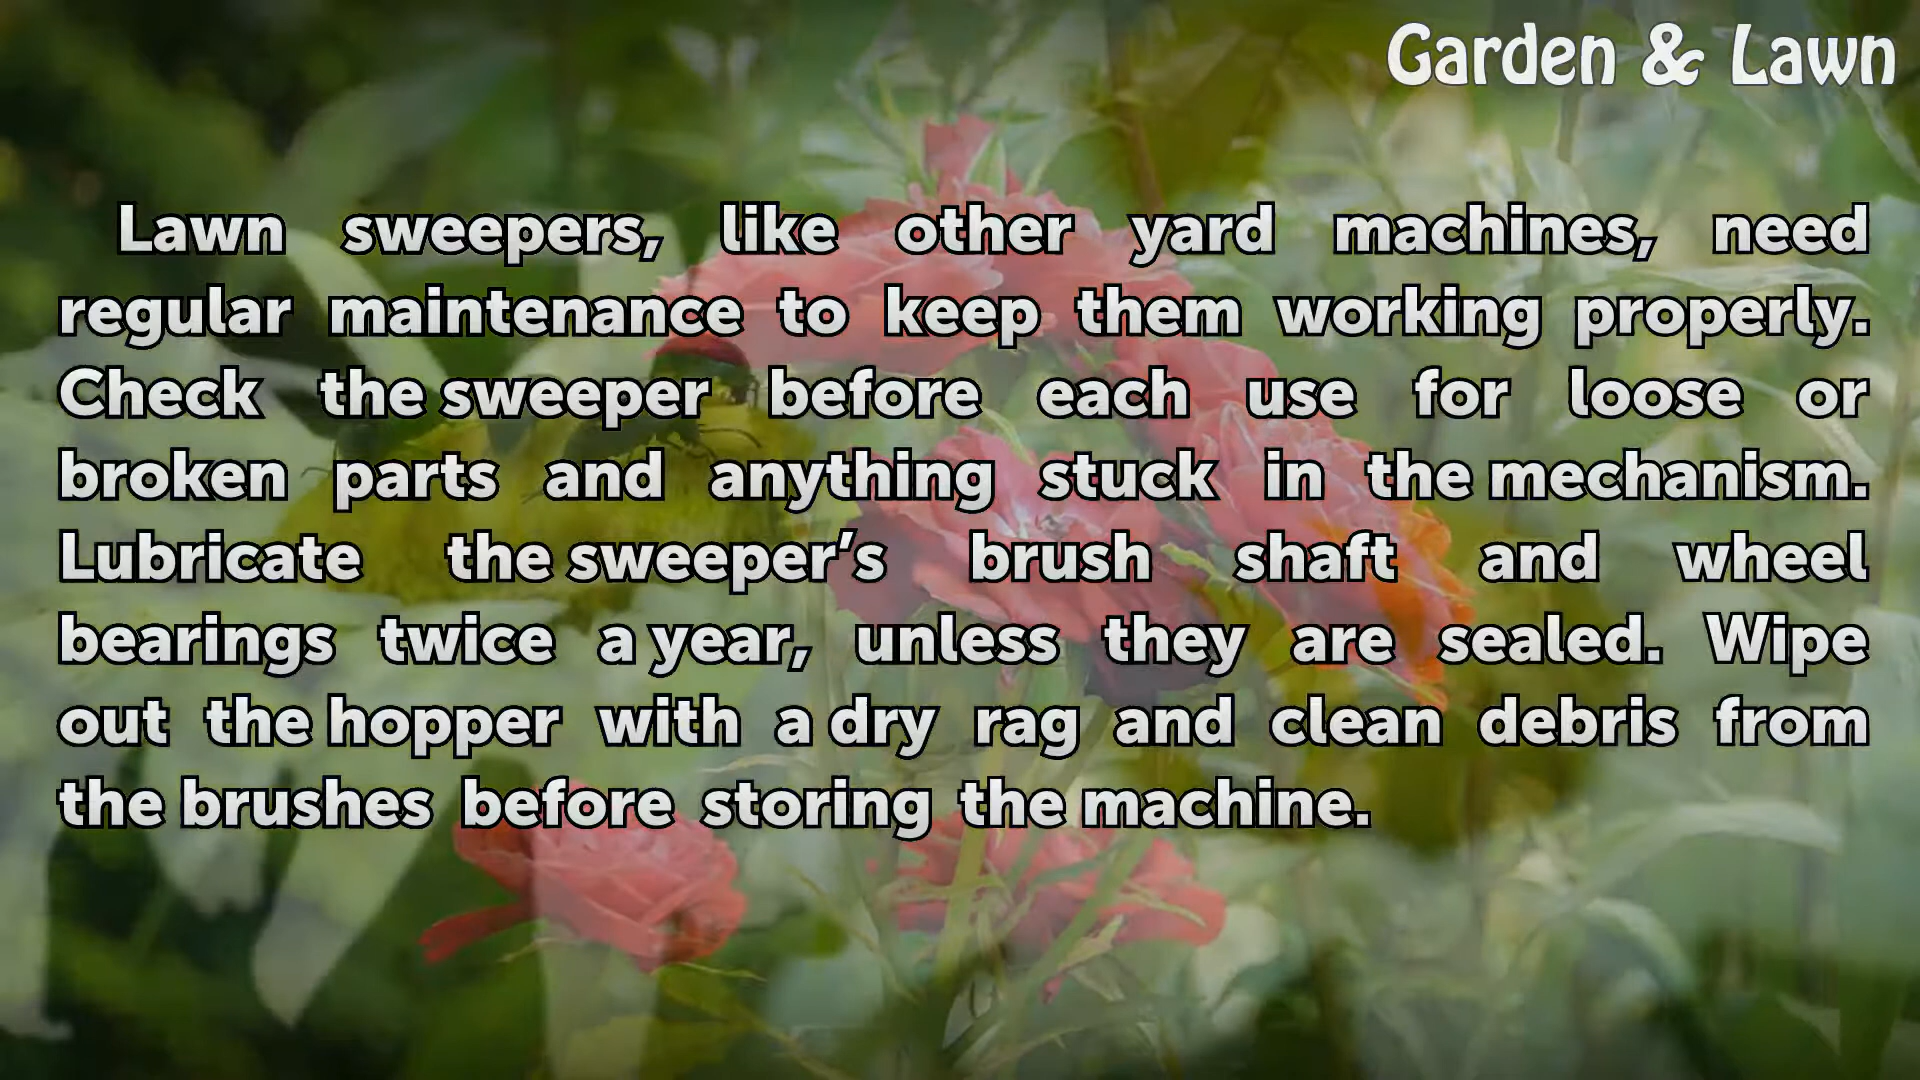 Garden & Lawn
Lawn sweepers, like other yard machines, need
regular maintenance to keep them working properly.
Check the sweeper before each use for loose or
broken parts and anything stuck in the mechanism.
Lubricate the sweeper’s brush shaft and wheel
bearings twice a year, unless they are sealed. Wipe
out the hopper with a dry rag and clean debris from
the brushes before storing the machine.